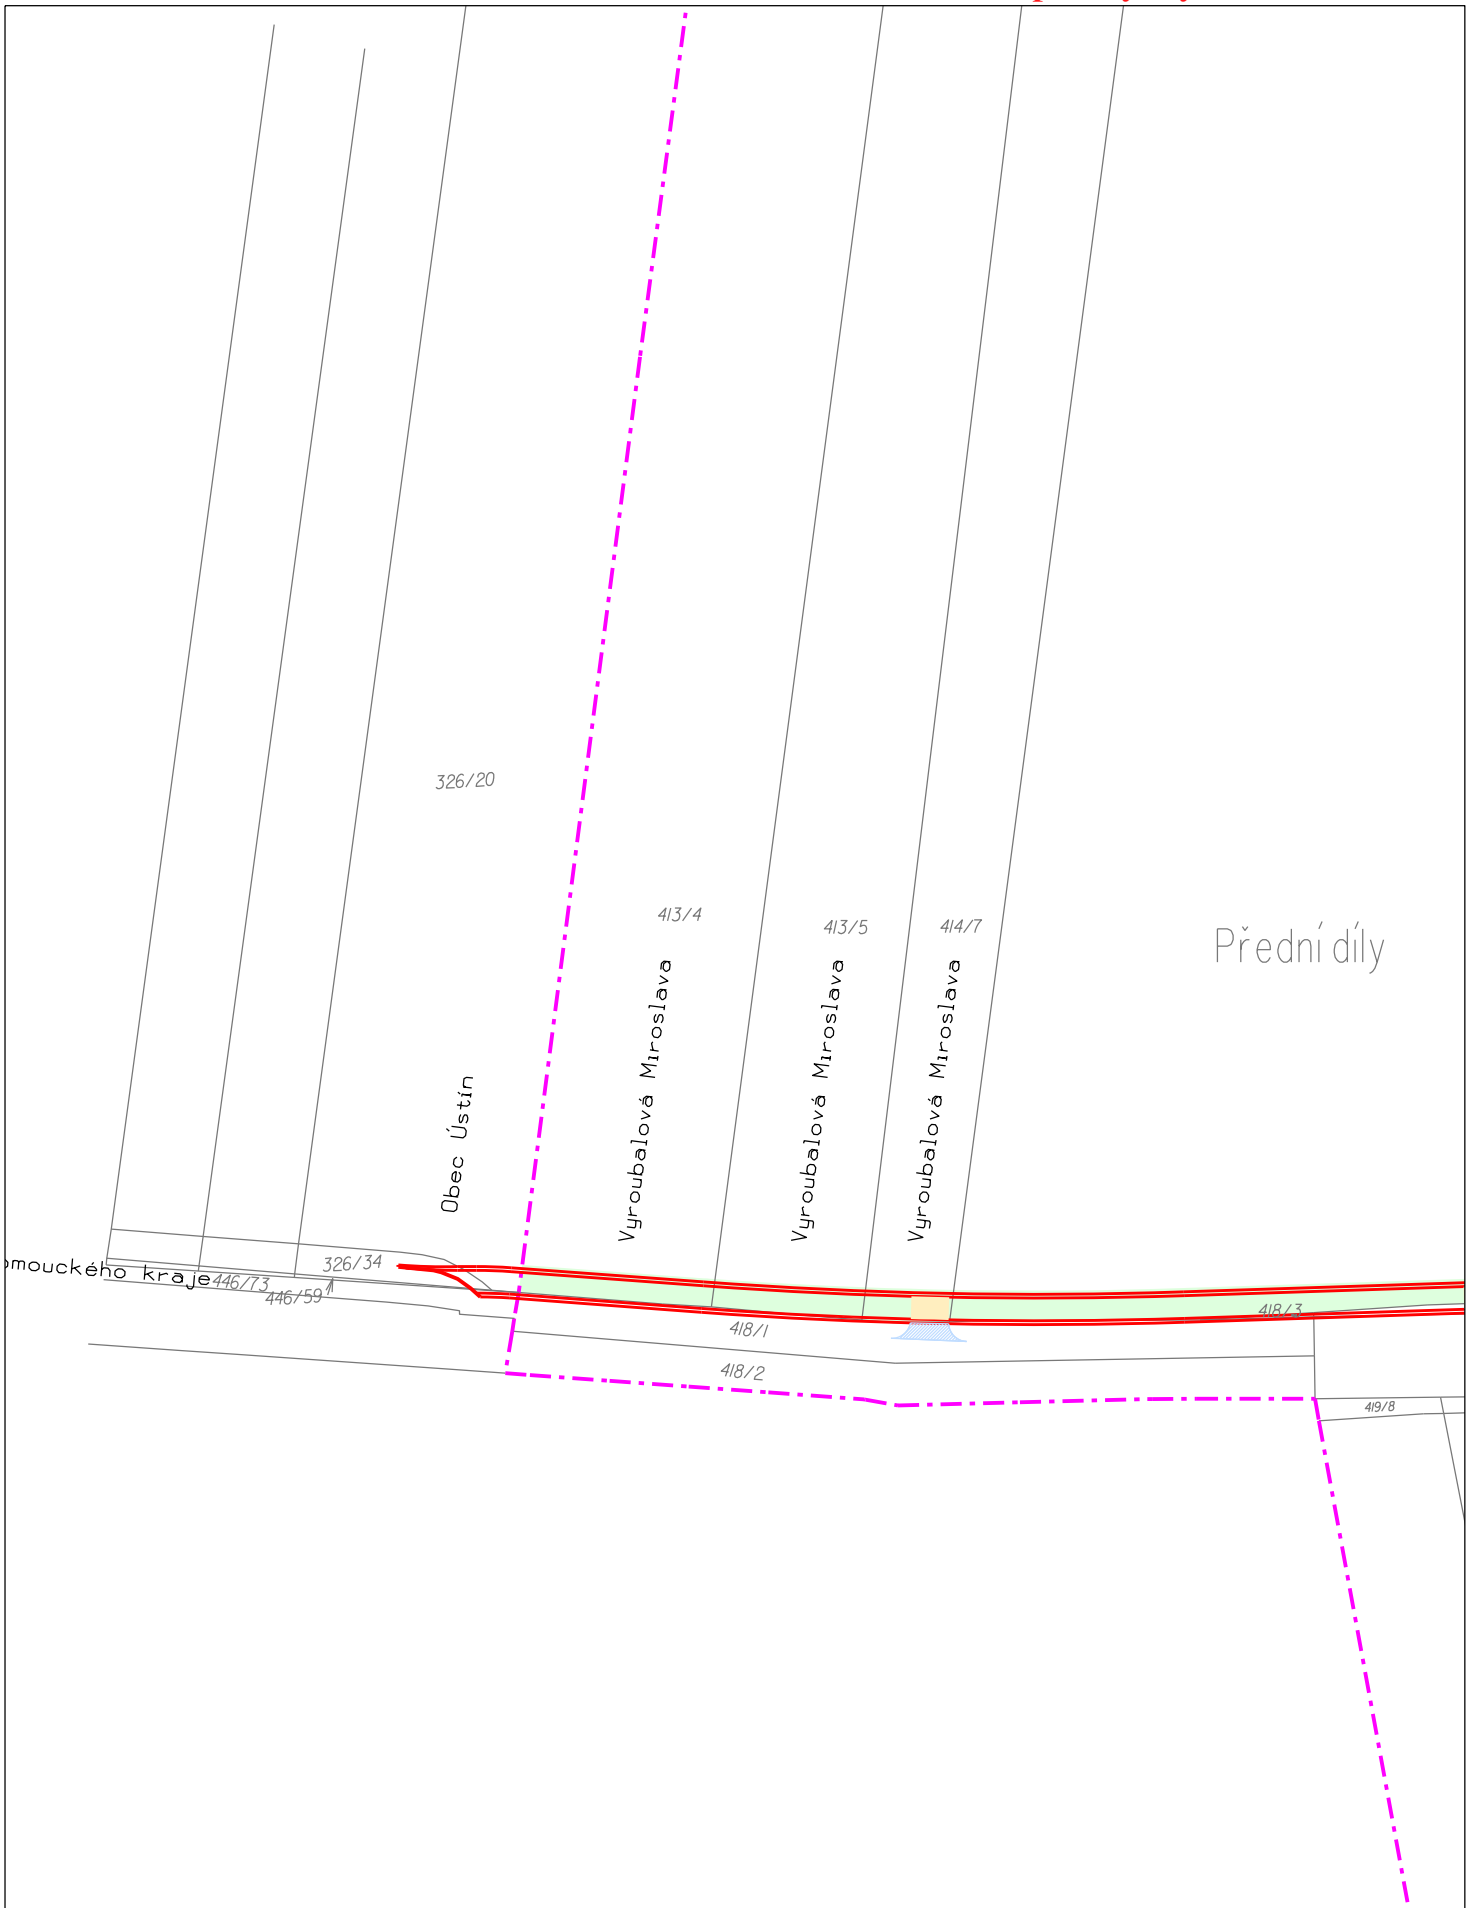 326/20
413/4
413/5
414/7
Přední díly
Vyroubalová Miroslava
Vyroubalová Miroslava
Vyroubalová Miroslava
Obec Ústín
326/34
omouckého kraje
446/73
446/59
418/3
418/1
418/2
419/8